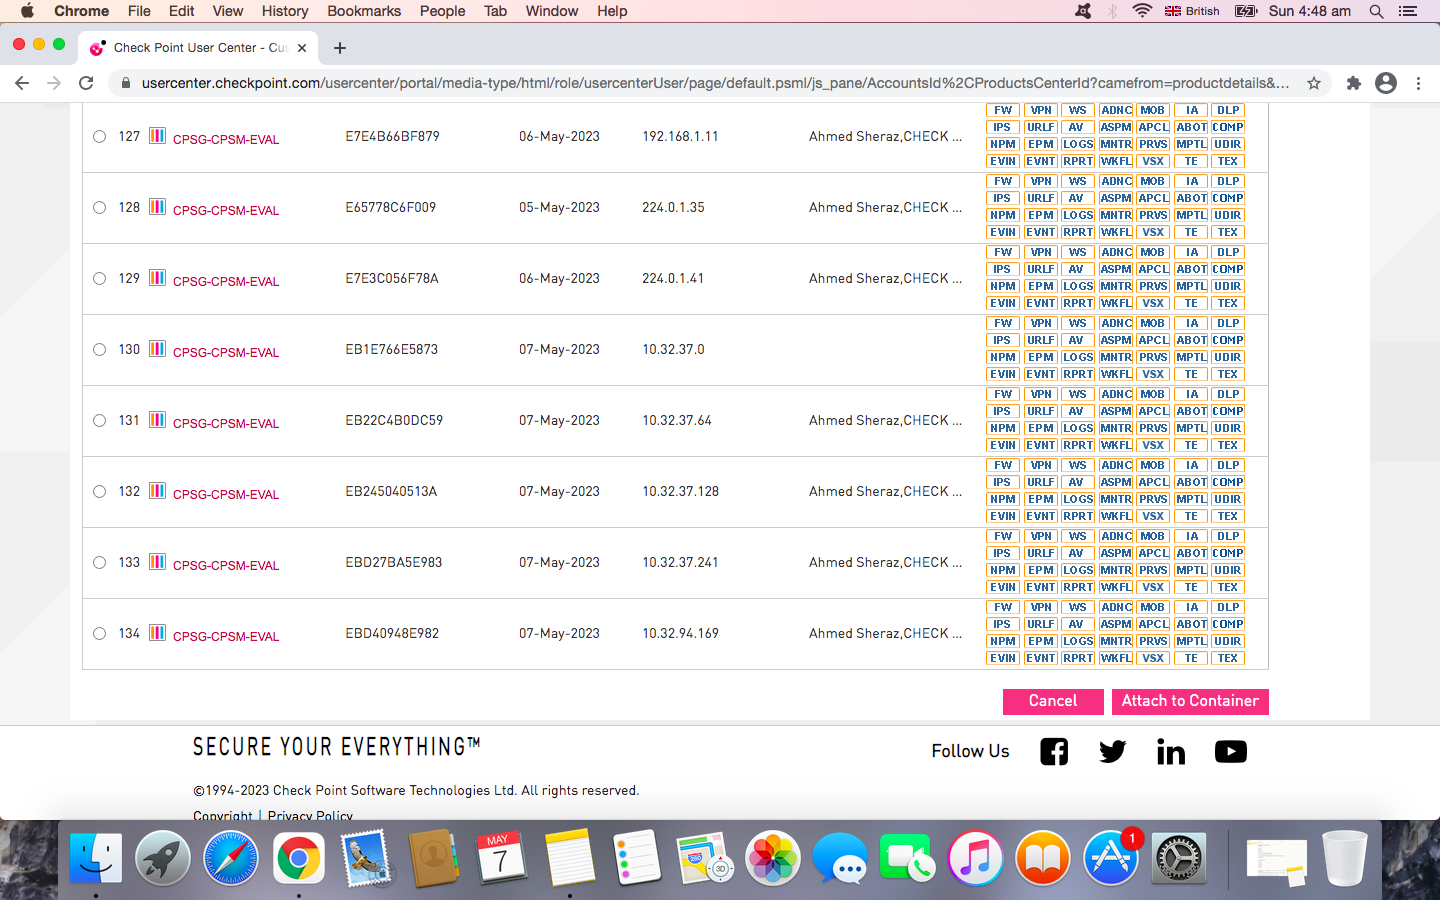 Chrome File Edit View History Bookmarks People Tab Window Help British Sun 4:48 am
Check Point User Center - Cus
usercenter.checkpoint.com/usercenter/portal/media-type/html/role/usercenterUser/page/default.psml/js_pane/AccountsId%2CProductsCenterId?camefrom=productdetails&...
FW VPN WS ADNC MOB IA DLP
127 CPSG-CPSM-EVAL E7E4B66BF879 06-May-2023 192.168.1.11 Ahmed Sheraz,CHECK ... IPS URLF AV ASPM APCL ABOT COMP
NPM EPM LOGS MNTR PRVS MPTL UDIR
EVIN EVNT RPRT WKFL VSX TE TEX
FW VPN WS ADNC MOB IA DLP
128 CPSG-CPSM-EVAL E65778C6F009 05-May-2023 224.0.1.35 Ahmed Sheraz,CHECK ... IPS URLF AV ASPM APCL ABOT COMP
NPM EPM LOGS MNTR PRVS MPTL UDIR
EVIN EVNT RPRT WKFL VSX TE TEX
FW VPN WS ADNC MOB IA DLP
129 CPSG-CPSM-EVAL E7E3C056F78A 06-May-2023 224.0.1.41 Ahmed Sheraz,CHECK ... IPS URLF AV ASPM APCL ABOT COMP
NPM EPM LOGS MNTR PRVS MPTL UDIR
EVIN EVNT RPRT WKFL VSX TE TEX
FW VPN WS ADNC MOB IA DLP
130 CPSG-CPSM-EVAL EB1E766E5873 07-May-2023 10.32.37.0 IPS URLF AV ASPM APCL ABOT COMP
NPM EPM LOGS MNTR PRVS MPTL UDIR
EVIN EVNT RPRT WKFL VSX TE TEX
FW VPN WS ADNC MOB IA DLP
131 CPSG-CPSM-EVAL EB22C4B0DC59 07-May-2023 10.32.37.64 Ahmed Sheraz,CHECK ... IPS URLF AV ASPM APCL ABOT COMP
NPM EPM LOGS MNTR PRVS MPTL UDIR
EVIN EVNT RPRT WKFL VSX TE TEX
FW VPN WS ADNC MOB IA DLP
132 CPSG-CPSM-EVAL EB245040513A 07-May-2023 10.32.37.128 Ahmed Sheraz,CHECK ... IPS URLF AV ASPM APCL ABOT COMP
NPM EPM LOGS MNTR PRVS MPTL UDIR
EVIN EVNT RPRT WKFL VSX TE TEX
FW VPN WS ADNC MOB IA DLP
133 CPSG-CPSM-EVAL EBD27BA5E983 07-May-2023 10.32.37.241 Ahmed Sheraz,CHECK ... IPS URLF AV ASPM APCL ABOT COMP
NPM EPM LOGS MNTR PRVS MPTL UDIR
EVIN EVNT RPRT WKFL VSX TE TEX
FW VPN WS ADNC MOB IA DLP
134 CPSG-CPSM-EVAL EBD40948E982 07-May-2023 10.32.94.169 Ahmed Sheraz,CHECK ... IPS URLF AV ASPM APCL ABOT COMP
NPM EPM LOGS MNTR PRVS MPTL UDIR
EVIN EVNT RPRT WKFL VSX TE TEX
Cancel Attach to Container
SECURE YOUR EVERYTHING™
Follow Us
©1994-2023 Check Point Software Technologies Ltd. All rights reserved.
Copyright | Privacy Policy
MAY
7
280
3D
1